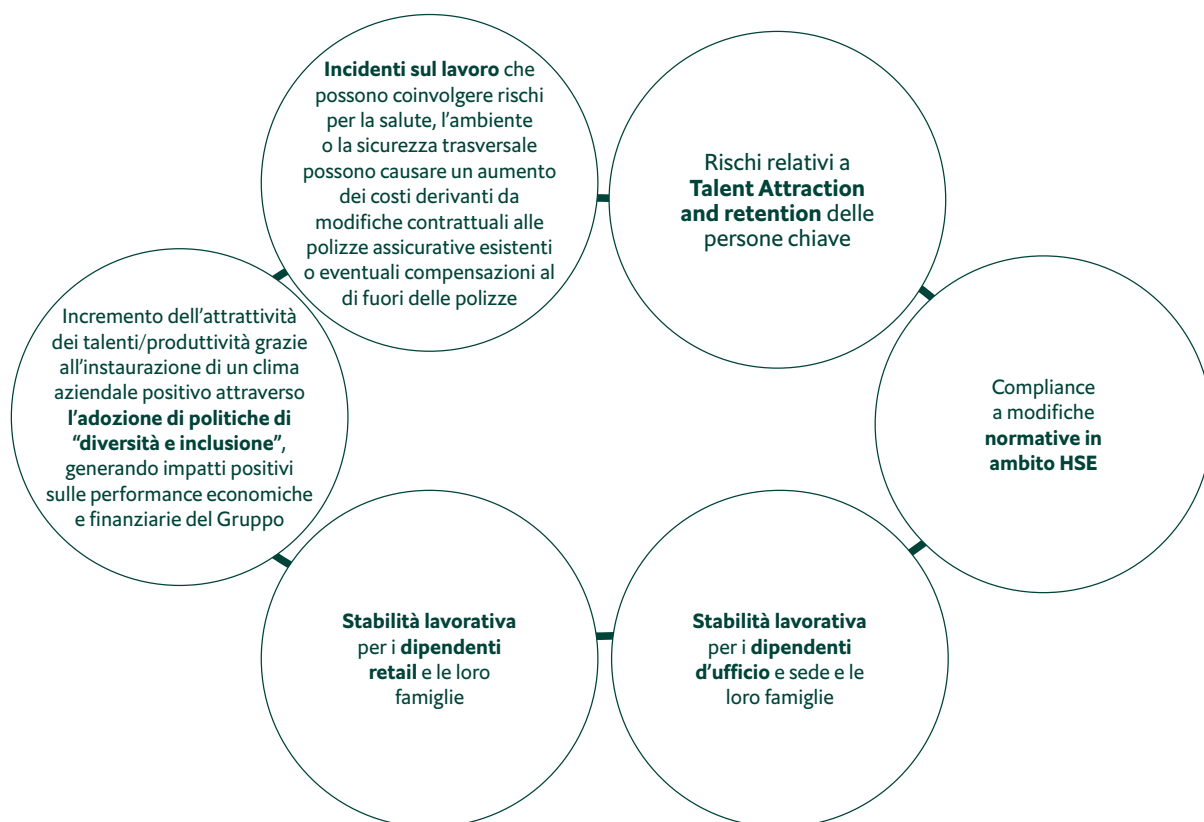 Incidenti sul lavoro che
possono coinvolgere rischi
per la salute, l'ambiente
o la sicurezza trasversale
possono causare un aumento
dei costi derivanti da
modifiche contrattuali alle
polizze assicurative esistenti
o eventuali compensazioni al
di fuori delle polizze
Rischi relativi a
Talent Attraction
and retention delle
persone chiave
Incremento dell'attrattività
dei talenti/produttività grazie
all'instaurazione di un clima
aziendale positivo attraverso
l'adozione di politiche di
“diversità e inclusione”,
generando impatti positivi
sulle performance economiche
e finanziarie del Gruppo
Compliance
a modifiche
normative in
ambito HSE
Stabilità lavorativa
per i dipendenti
retail e le loro
famiglie
Stabilità lavorativa
per i dipendenti
d'ufficio e sede e le
loro famiglie